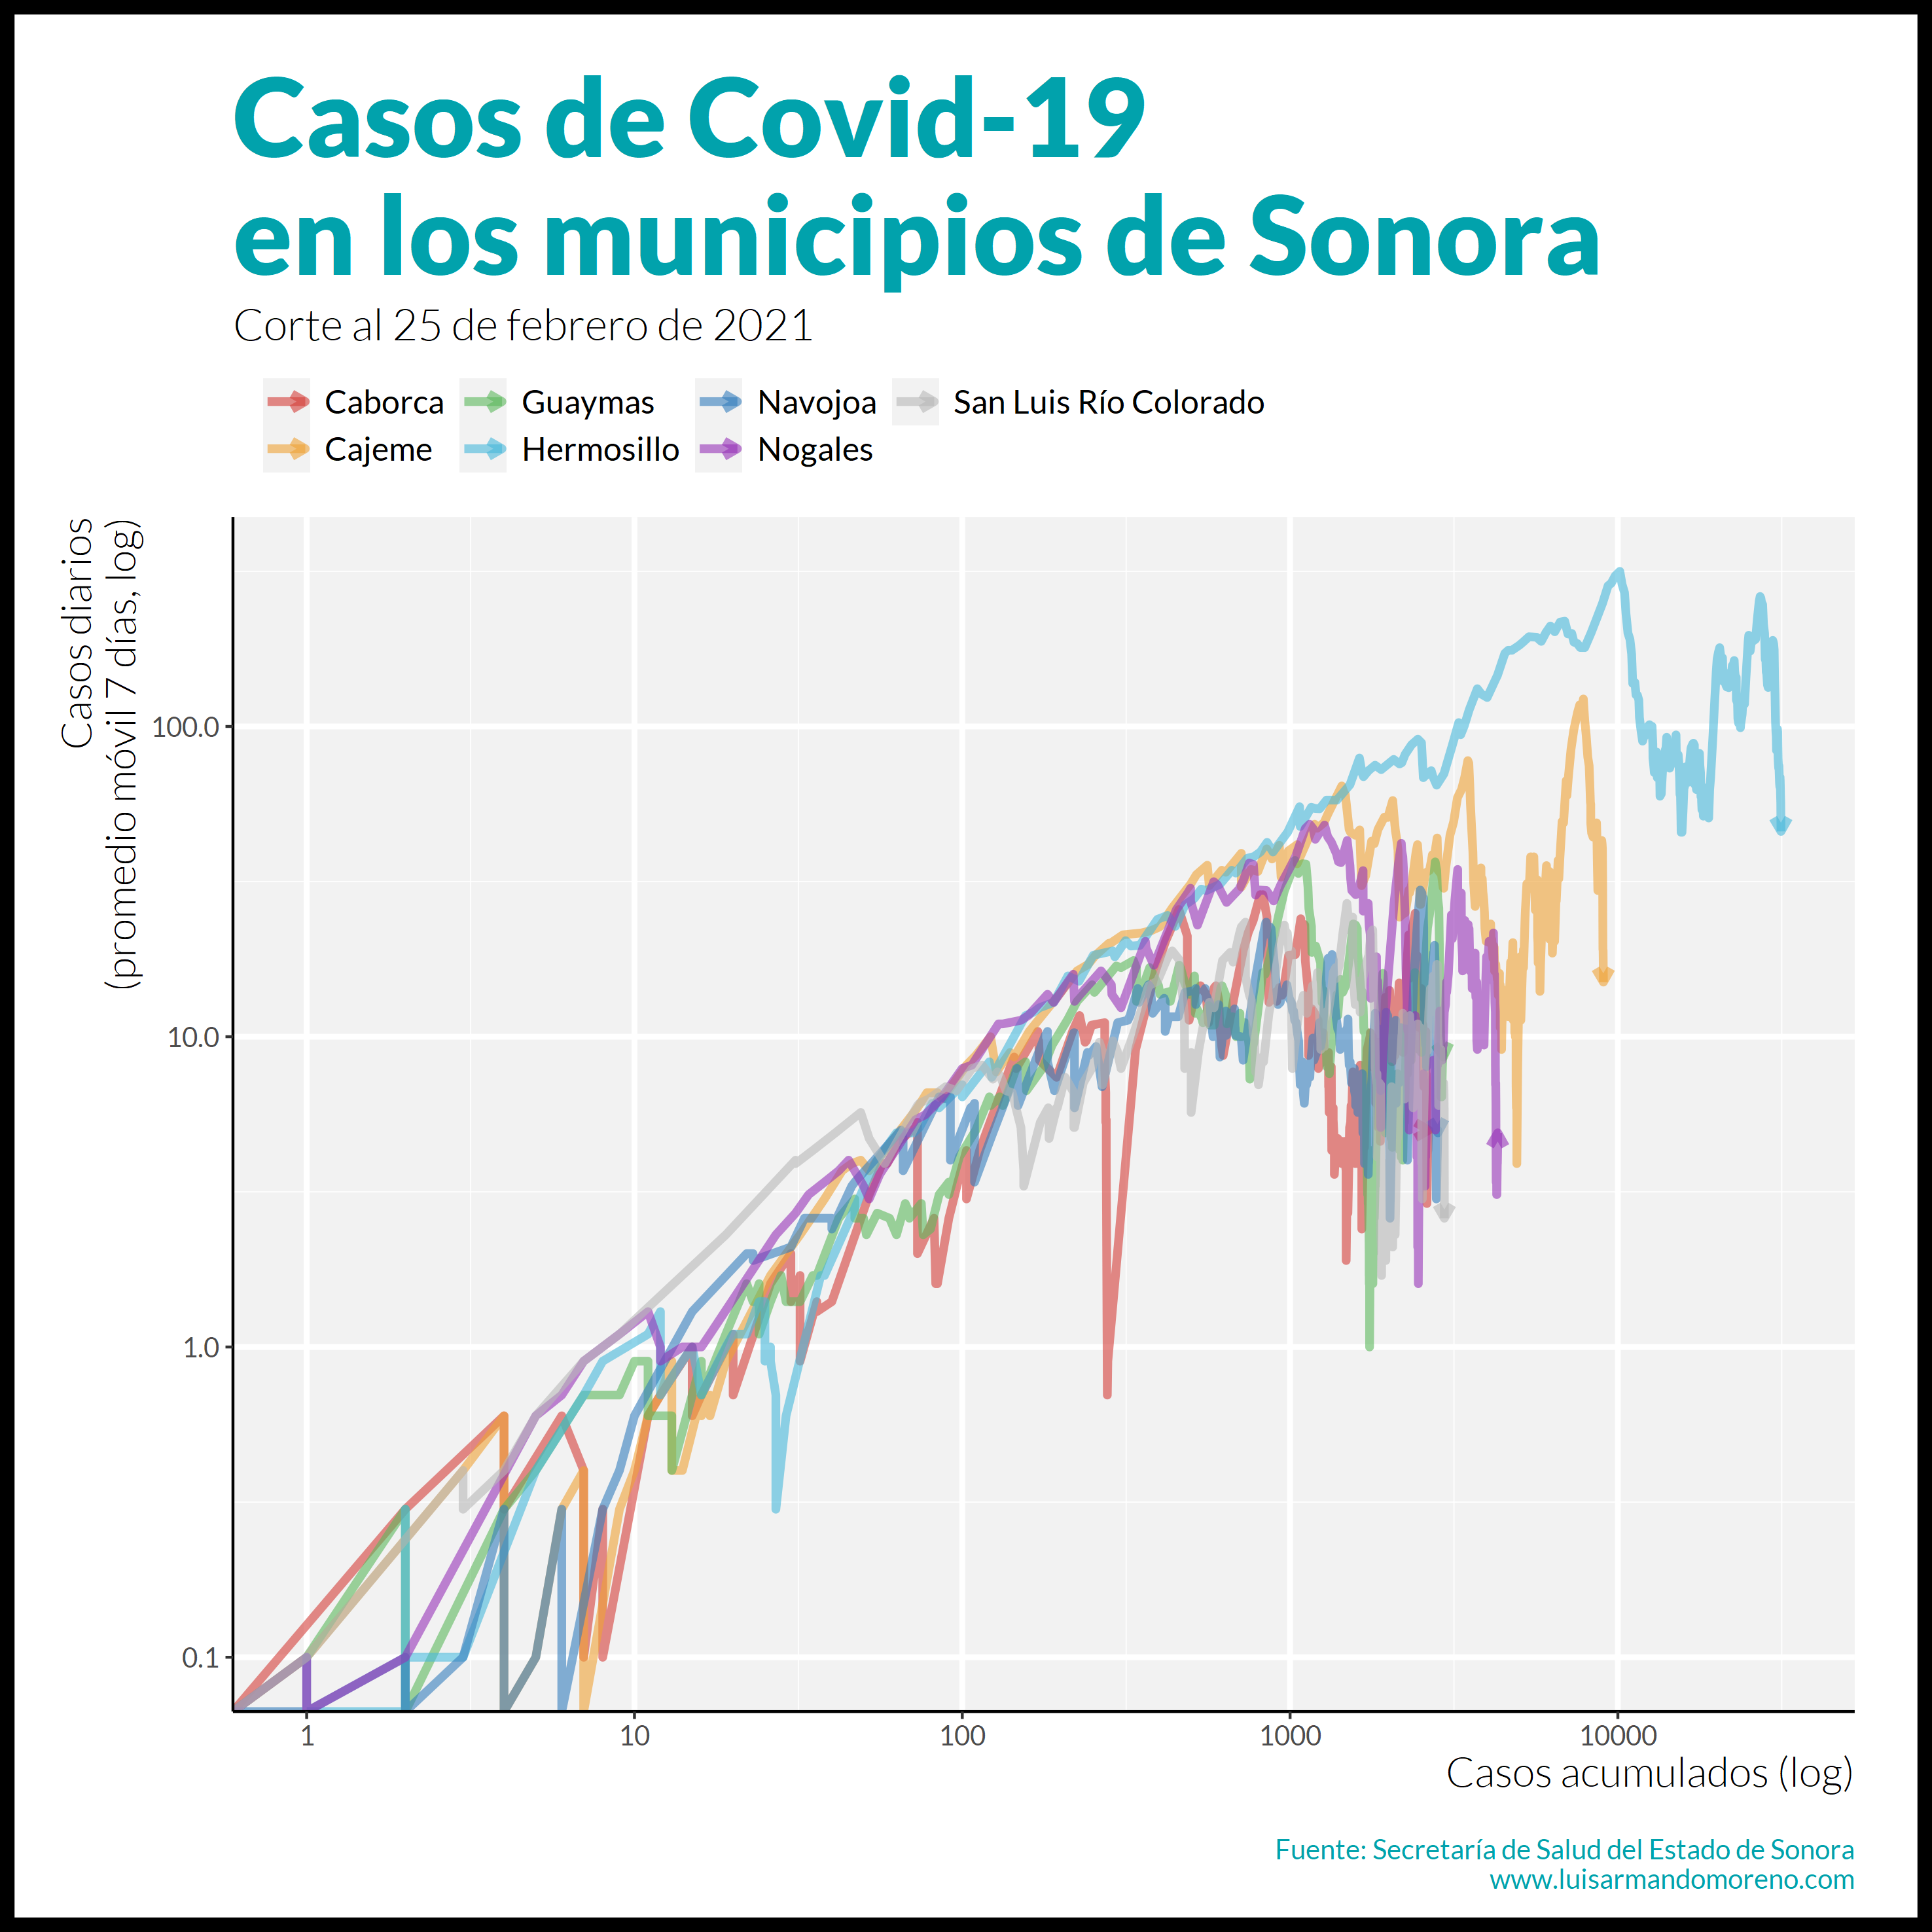 Casos de Covid-19
en los municipios de Sonora
Corte al 25 de febrero de 2021
Caborca
Guaymas
Navojoa
San Luis Río Colorado
Cajeme
Hermosillo
Nogales
Casos diarios
(promedio móvil 7 días, log)
100.0
10.0
1.0
0.1
1
10
100
1000
10000
Casos acumulados (log)
Fuente: Secretaría de Salud del Estado de Sonora
www.luisarmandomoreno.com